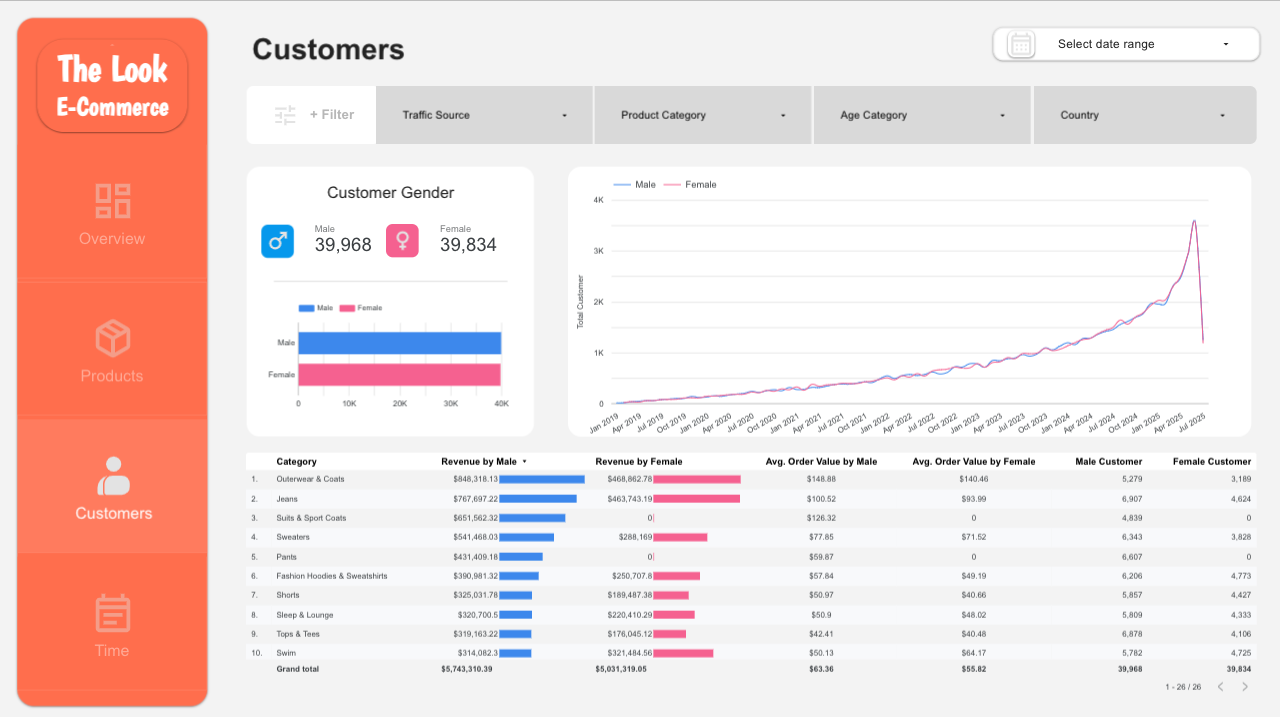 The Look
E-Commerce
Overview
Products
Customers
Time
Customers
Select date range
+ Filter
Traffic Source
Product Category
Age Category
Country
Customer Gender
Male
39,968
Female
39,834
Male Female
Male
Female
0 10K 20K 30K 40K
Male Female
Total Customer
4K
3K
2K
1K
0
Jan 2019 Apr 2019 Jul 2019 Oct 2019 Jan 2020 Apr 2020 Jul 2020 Oct 2020 Jan 2021 Apr 2021 Jul 2021 Oct 2021 Jan 2022 Apr 2022 Jul 2022 Oct 2022 Jan 2023 Apr 2023 Jul 2023 Oct 2023 Jan 2024 Apr 2024 Jul 2024 Oct 2024 Jan 2025 Apr 2025 Jul 2025
Category Revenue by Male Revenue by Female Avg. Order Value by Male Avg. Order Value by Female Male Customer Female Customer
1. Outerwear & Coats $848,318.13 $468,862.78 $148.88 $140.46 5,279 3,189
2. Jeans $767,697.22 $463,743.19 $100.52 $93.99 6,907 4,624
3. Suits & Sport Coats $651,562.32 0 $126.32 0 4,839 0
4. Sweaters $541,468.03 $288,169 $77.85 $71.52 6,343 3,828
5. Pants $431,409.18 0 $59.87 0 6,607 0
6. Fashion Hoodies & Sweatshirts $390,981.32 $250,707.8 $57.84 $49.19 6,206 4,773
7. Shorts $325,031.78 $189,487.38 $50.97 $40.66 5,857 4,427
8. Sleep & Lounge $320,700.5 $220,410.29 $50.9 $48.02 5,809 4,333
9. Tops & Tees $319,163.22 $176,045.12 $42.41 $40.48 6,878 4,106
10. Swim $314,082.3 $321,484.56 $50.13 $64.17 5,782 4,725
Grand total $5,743,310.39 $5,031,319.05 $63.36 $55.82 39,968 39,834
1 - 26 / 26